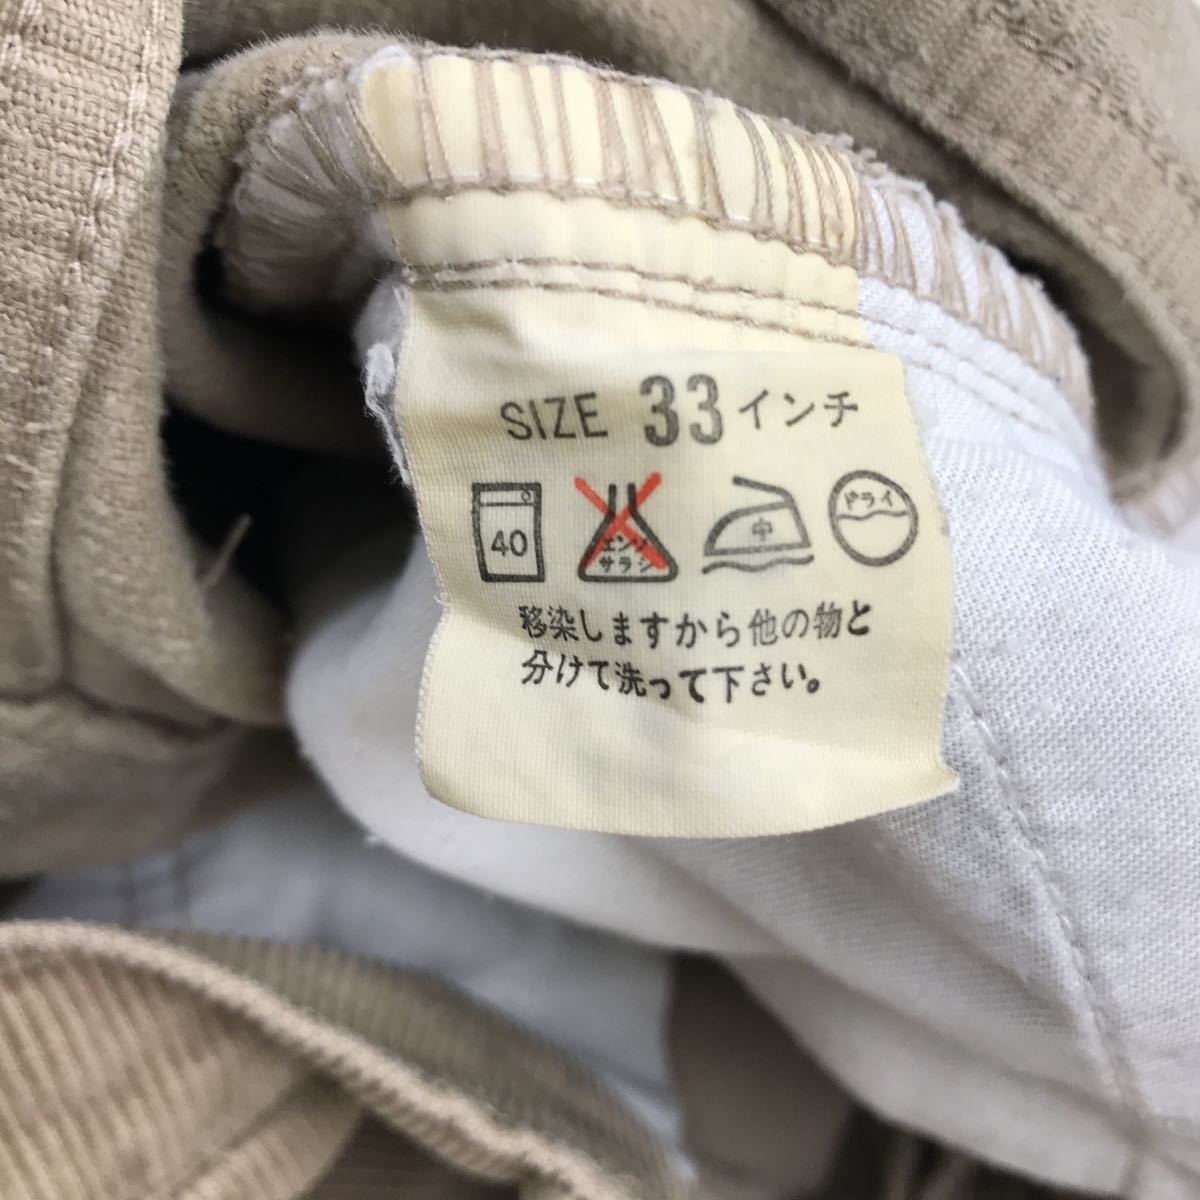 SIZE 33インチ
40 エンソサラシ 中 ドライ
移染しますから他の物と
分けて洗って下さい。